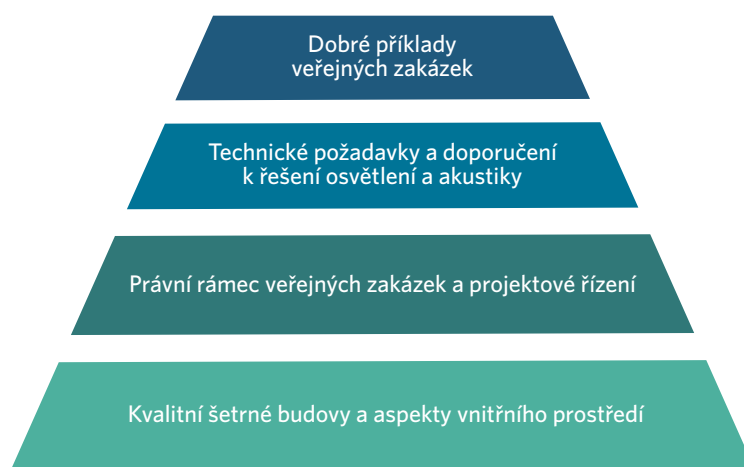 Dobré příklady
veřejných zakázek
Technické požadavky a doporučení
k řešení osvětlení a akustiky
Právní rámec veřejných zakázek a projektové řízení
Kvalitní šetrné budovy a aspekty vnitřního prostředí